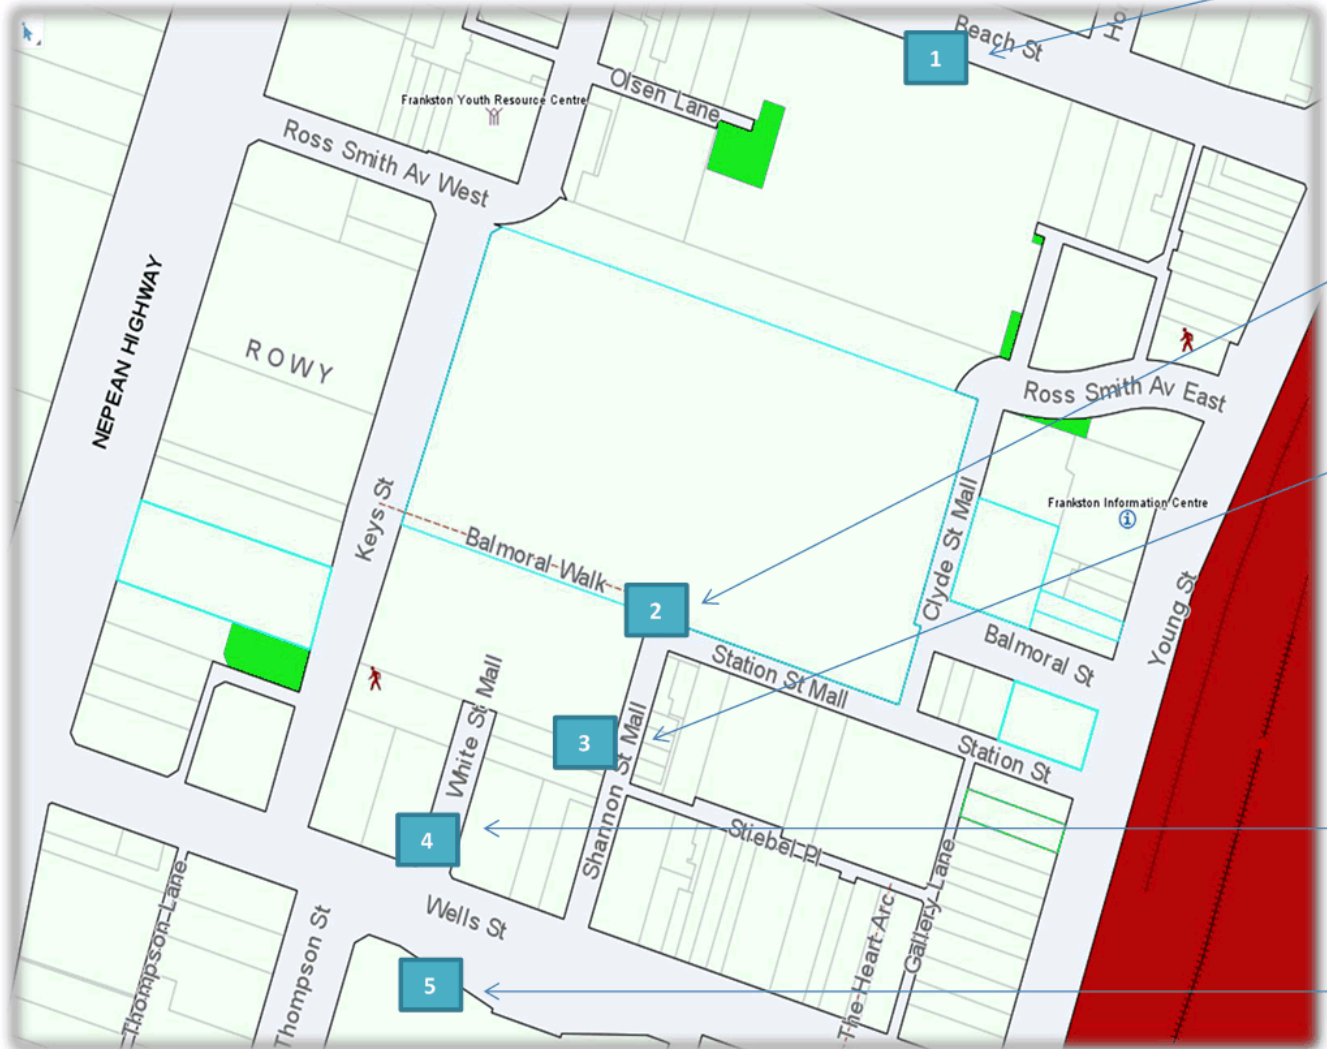 Beach St
Ho
1
Olsen Lane
Frankston Youth Resource Centre
Ross Smith Av West
NEPEAN HIGHWAY
ROWY
Ross Smith Av East
Keys St
Balmoral Walk
Clyde St Mall
Frankston Information Centre
i
Young St
2
Station St Mall
Balmoral St
White St Mall
3
Shannon St Mall
Station St
4
Stiebel Pl
Wells St
Thompson Lane
Thompson St
The Heart Arc
Gallery Lane
5